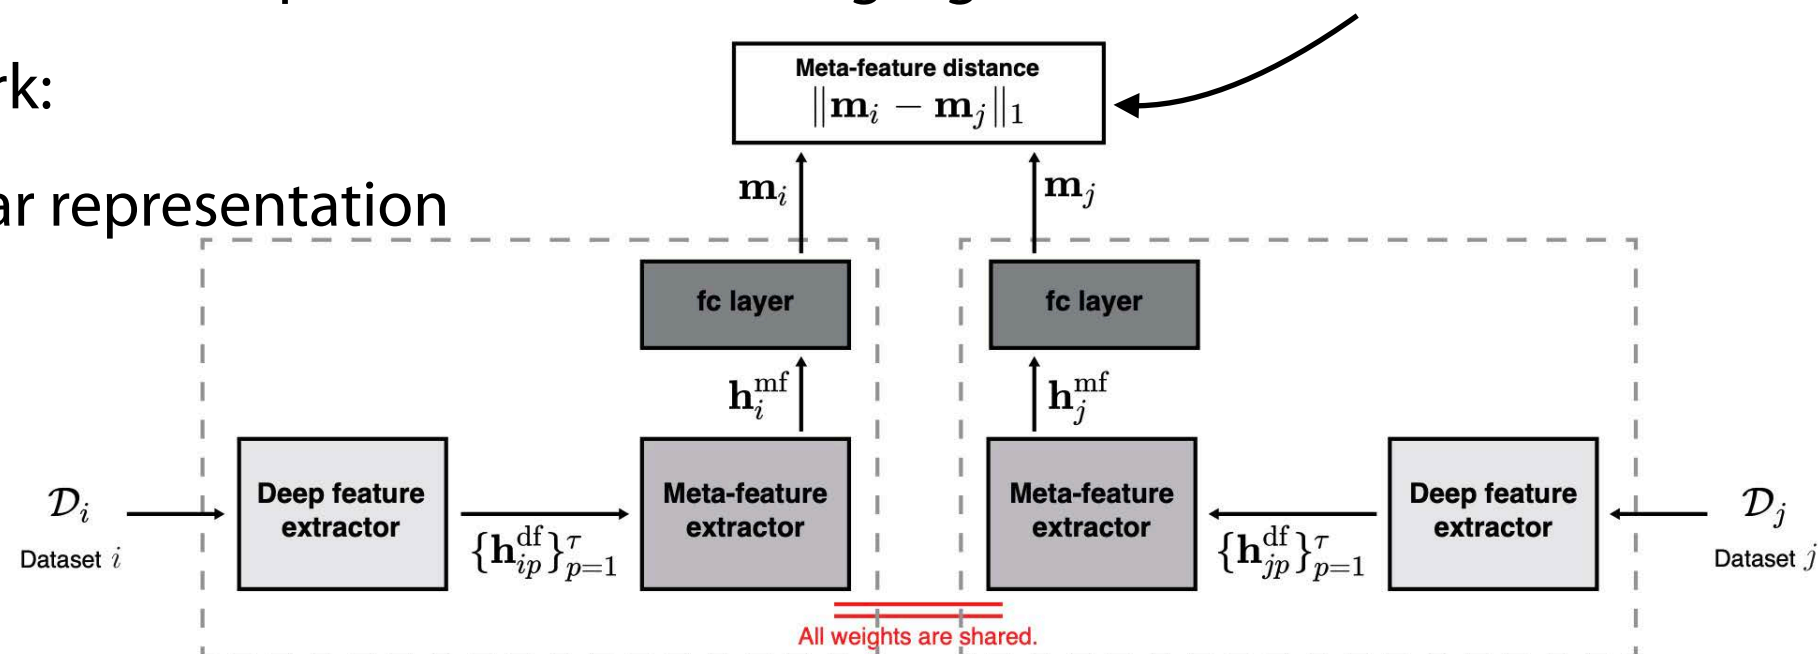 Meta-feature distance
‖m_i − m_j‖_1
rk:
m_i m_j
ar representation
fc layer fc layer
h_i^mf h_j^mf
Deep feature extractor Meta-feature extractor Meta-feature extractor Deep feature extractor
D_i D_j
{h_ip^df}_{p=1}^τ {h_jp^df}_{p=1}^τ
Dataset i Dataset j
All weights are shared.